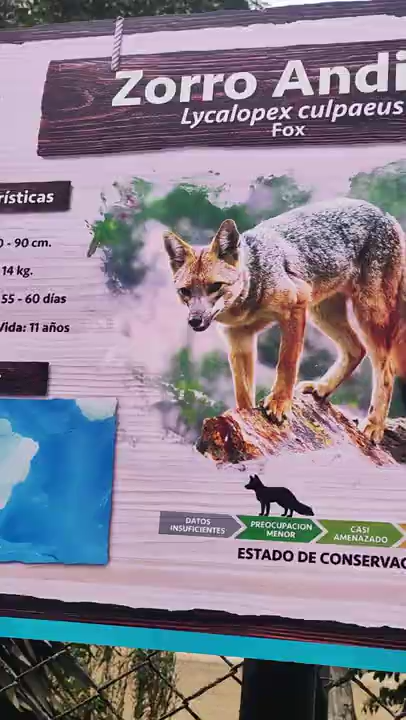 Zorro Andi
Lycalopex culpaeus
Fox
rísticas
0 - 90 cm.
14 kg.
55 - 60 días
Vida: 11 años
DATOS
INSUFICIENTES
PREOCUPACION
MENOR
CASI
AMENAZADO
ESTADO DE CONSERVAC